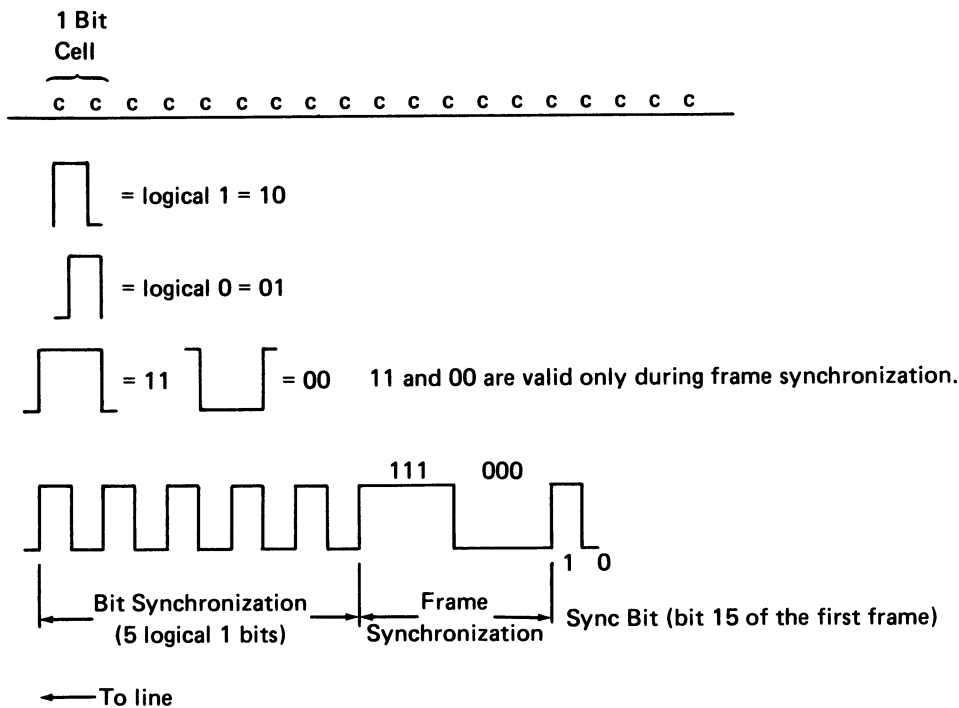 1 Bit
Cell
c c c c c c c c c c c c c c c c c c c
= logical 1 = 10
= logical 0 = 01
= 11 = 00 11 and 00 are valid only during frame synchronization.
111 000
1 0
Bit Synchronization
(5 logical 1 bits)
Frame
Synchronization
Sync Bit (bit 15 of the first frame)
To line